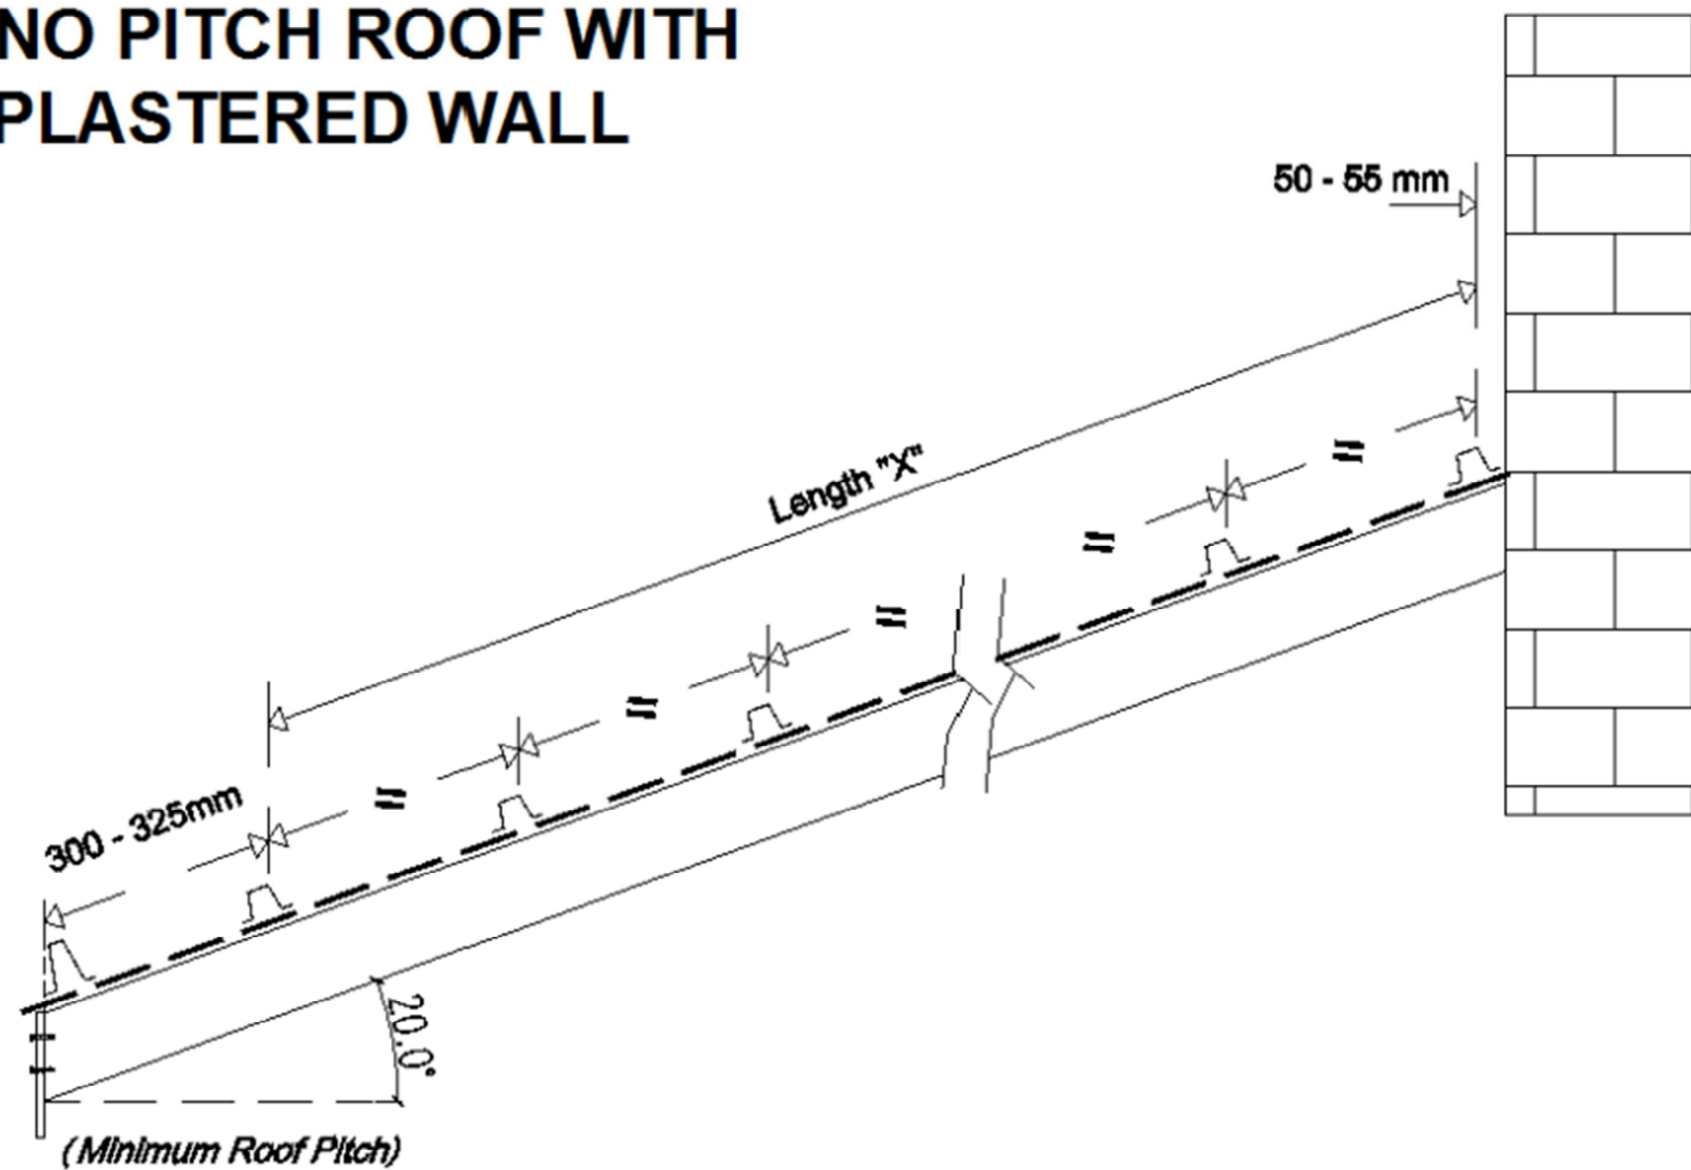 NO PITCH ROOF WITH
PLASTERED WALL
50 - 55 mm
Length "X"
300 - 325mm
20.0°
(Minimum Roof Pitch)